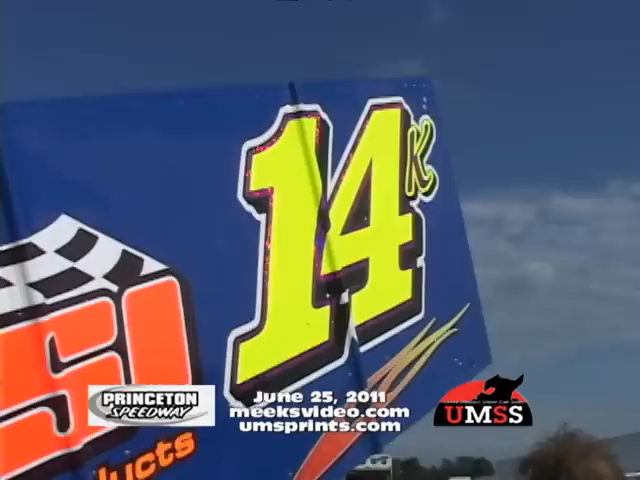 14K
SI
ducts
PRINCETON
SPEEDWAY
June 25, 2011
meeksvideo.com
umsprints.com
UMSS